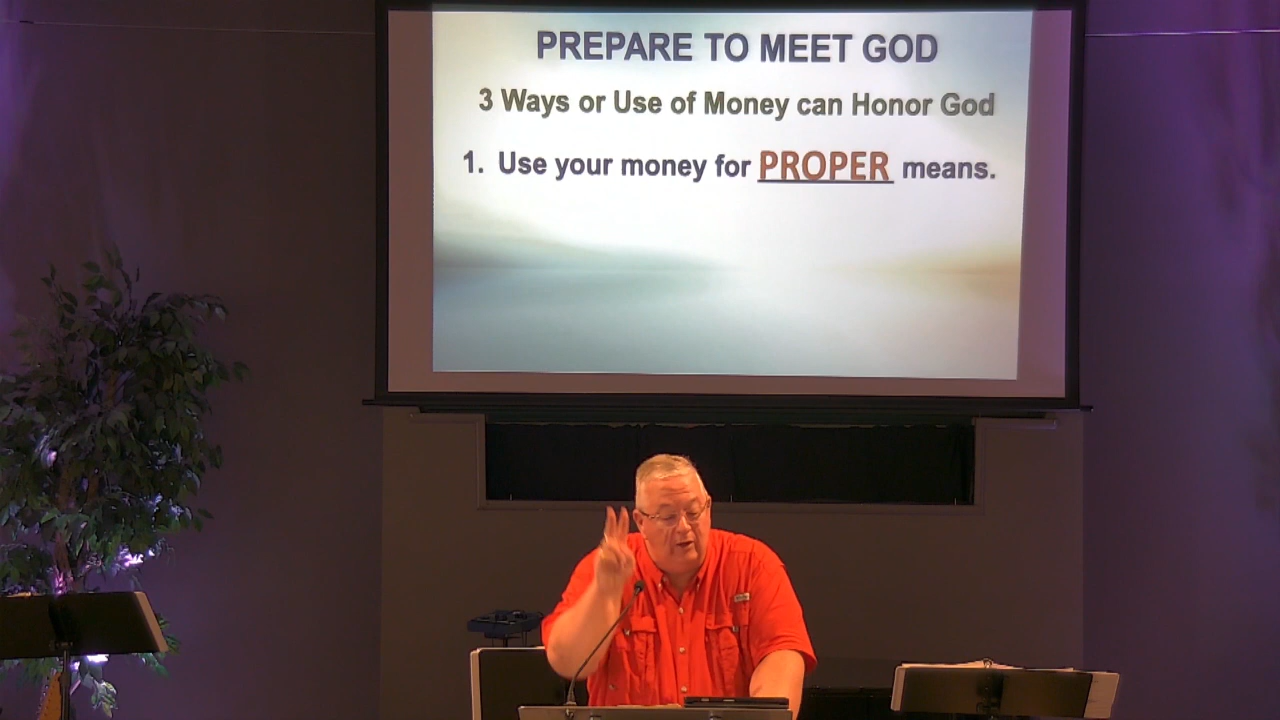 PREPARE TO MEET GOD
3 Ways or Use of Money can Honor God
1. Use your money for PROPER means.